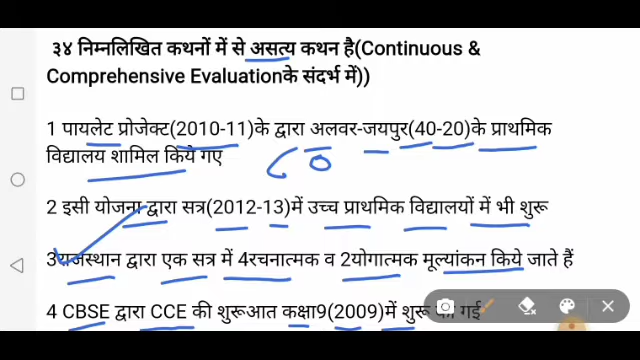 ३४ निम्नलिखित कथनों में से असत्य कथन है(Continuous &
Comprehensive Evaluationके संदर्भ में))
1 पायलेट प्रोजेक्ट(2010-11)के द्वारा अलवर-जयपुर(40-20)के प्राथमिक
विद्यालय शामिल किये गए
2 इसी योजना द्वारा सत्र(2012-13)में उच्च प्राथमिक विद्यालयों में भी शुरू
3राजस्थान द्वारा एक सत्र में 4रचनात्मक व 2योगात्मक मूल्यांकन किये जाते हैं
4 CBSE द्वारा CCE की शुरूआत कक्षा9(2009)में शुरू की गई